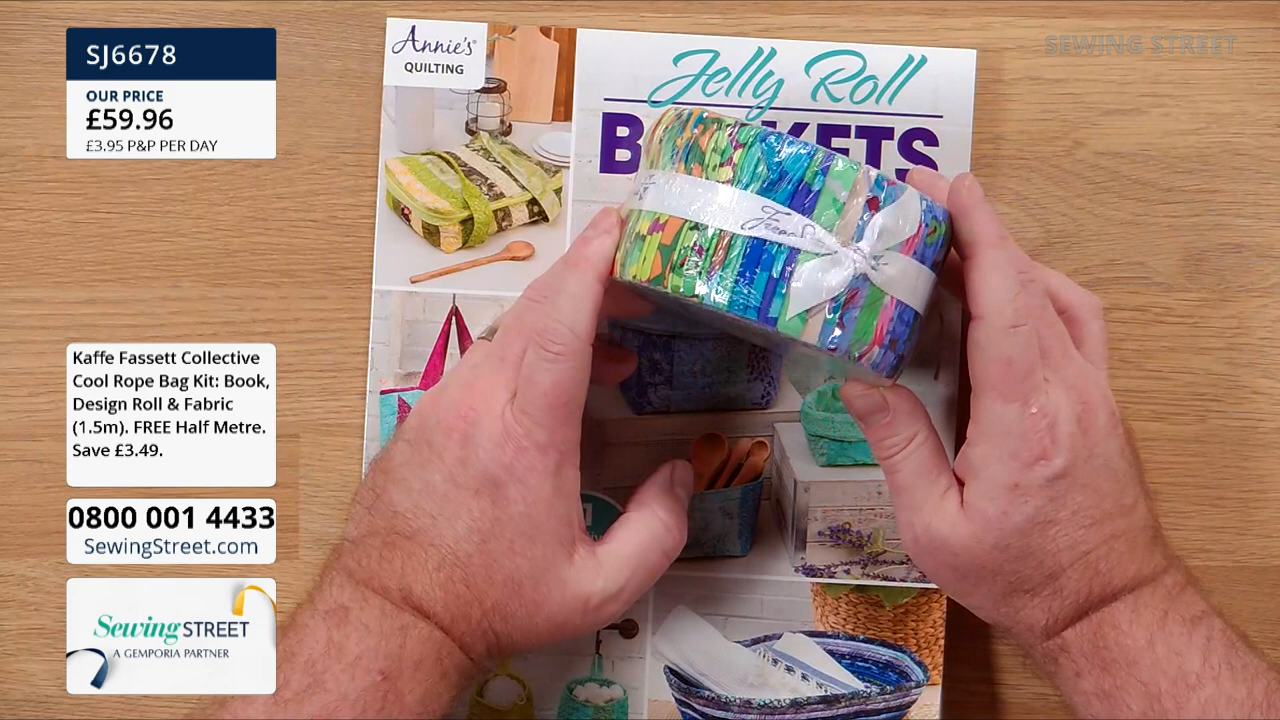 SJ6678
OUR PRICE
£59.96
£3.95 P&P PER DAY
Kaffe Fassett Collective
Cool Rope Bag Kit: Book,
Design Roll & Fabric
(1.5m). FREE Half Metre.
Save £3.49.
0800 001 4433
SewingStreet.com
Sewing STREET
A GEMPORIA PARTNER
SEWING STREET
Annie's®
QUILTING
Jelly Roll